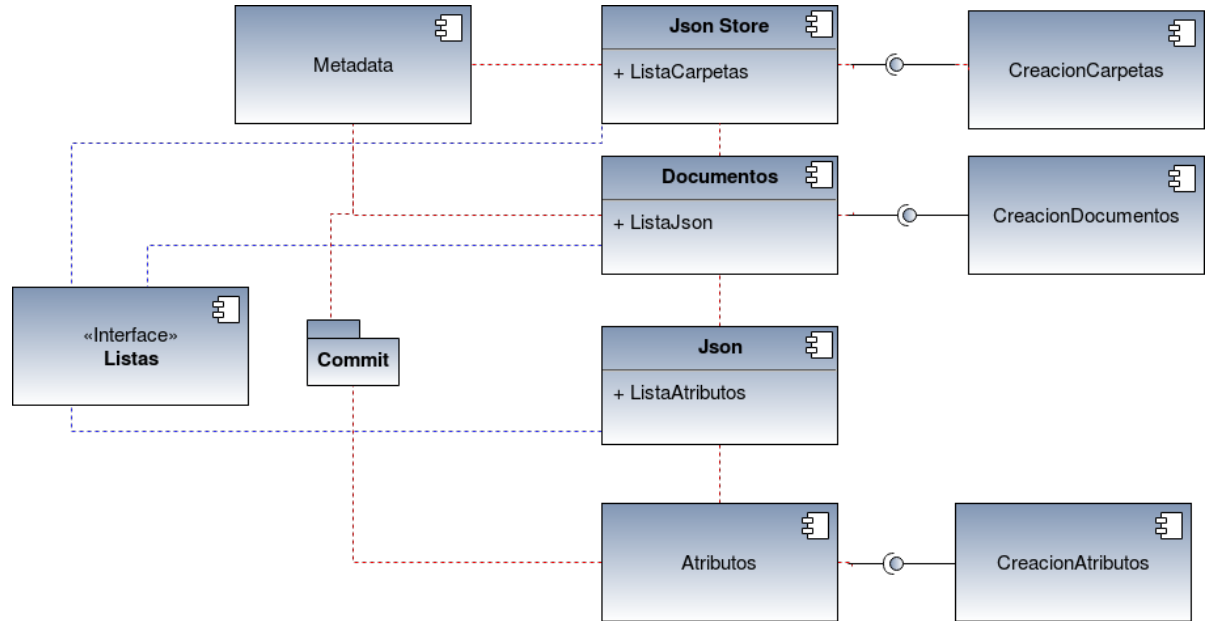 Metadata
Json Store
+ ListaCarpetas
CreacionCarpetas
Documentos
+ ListaJson
CreacionDocumentos
«Interface»
Listas
Commit
Json
+ ListaAtributos
Atributos
CreacionAtributos